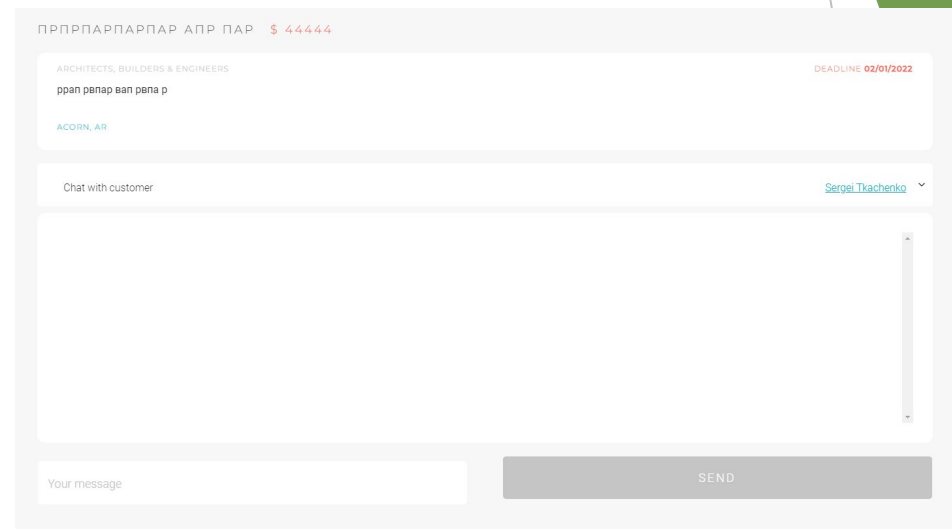 ПРПРПАРПАРПАР АПР ПАР $ 44444
ARCHITECTS, BUILDERS & ENGINEERS DEADLINE 02/01/2022
ррап рвпар вап рвпа р
ACORN, AR
Chat with customer Sergei Tkachenko
Your message SEND